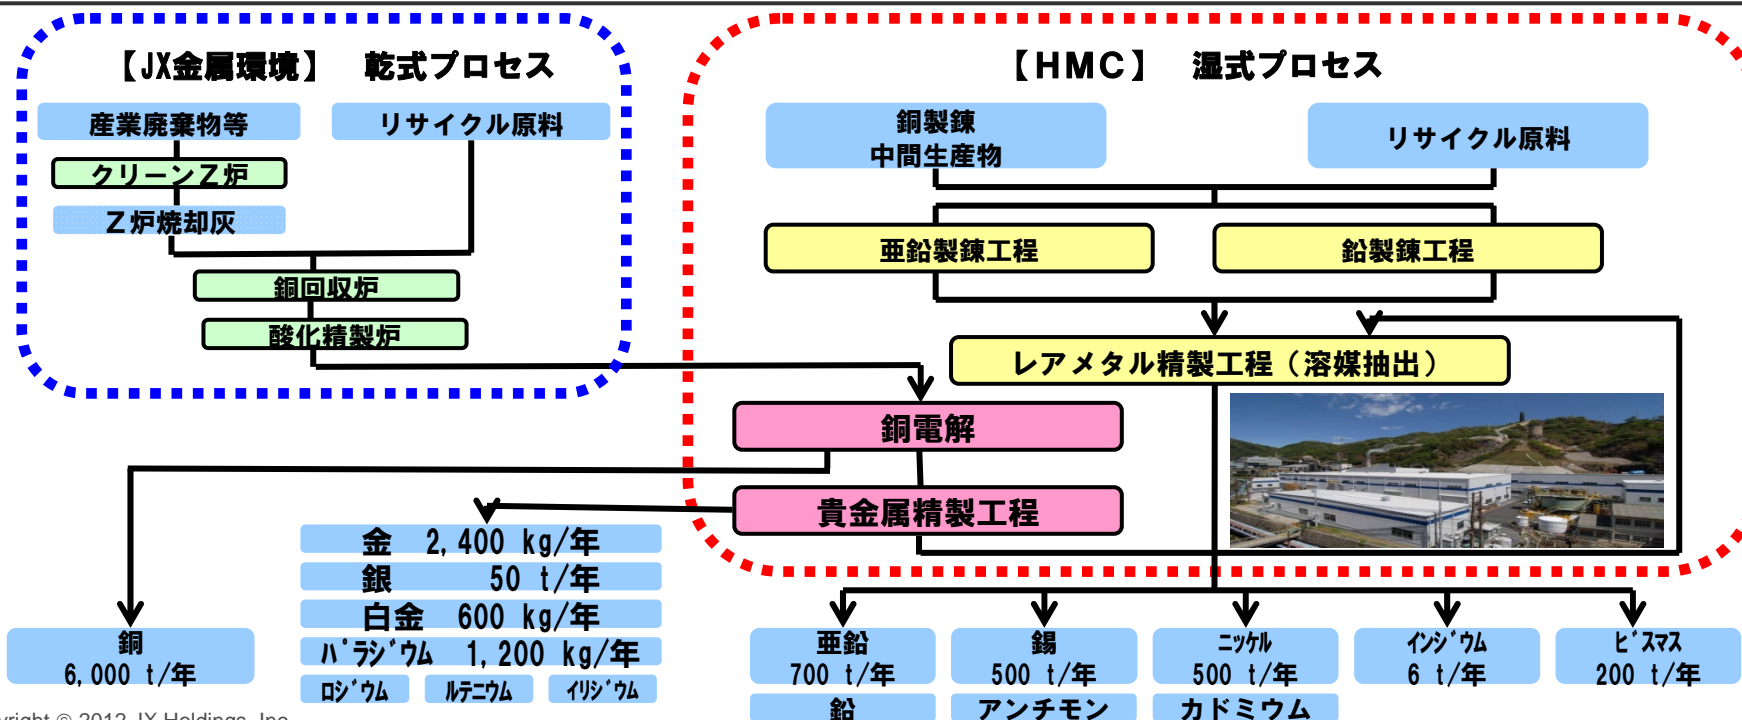 【JX金属環境】 乾式プロセス
産業廃棄物等
リサイクル原料
クリーンZ炉
Z炉焼却灰
銅回収炉
酸化精製炉
【HMC】 湿式プロセス
銅製錬
中間生産物
リサイクル原料
亜鉛製錬工程
鉛製錬工程
レアメタル精製工程（溶媒抽出）
銅電解
貴金属精製工程
金 2,400 kg/年
銀 50 t/年
白金 600 kg/年
ﾊﾟﾗｼﾞｳﾑ 1,200 kg/年
ﾛｼﾞｳﾑ
ﾙﾃﾆｳﾑ
ｲﾘｼﾞｳﾑ
銅
6,000 t/年
亜鉛
700 t/年
錫
500 t/年
ﾆｯｹﾙ
500 t/年
ｲﾝｼﾞｳﾑ
6 t/年
ﾋﾞｽﾏｽ
200 t/年
鉛
アンチモン
カドミウム
© 2012 JX Holdings, Inc.